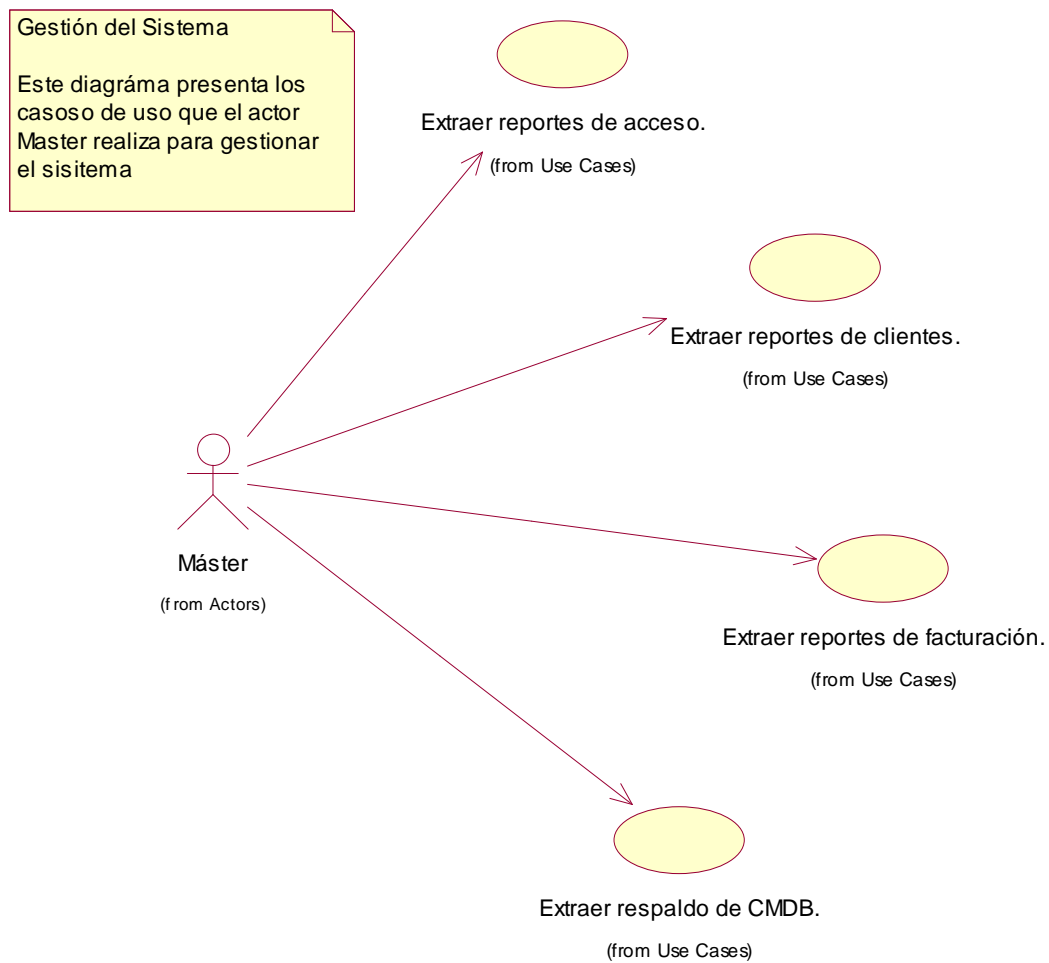 Gestión del Sistema
Este diagráma presenta los
casoso de uso que el actor
Master realiza para gestionar
el sisitema
Extraer reportes de acceso.
(from Use Cases)
Extraer reportes de clientes.
(from Use Cases)
Máster
(from Actors)
Extraer reportes de facturación.
(from Use Cases)
Extraer respaldo de CMDB.
(from Use Cases)